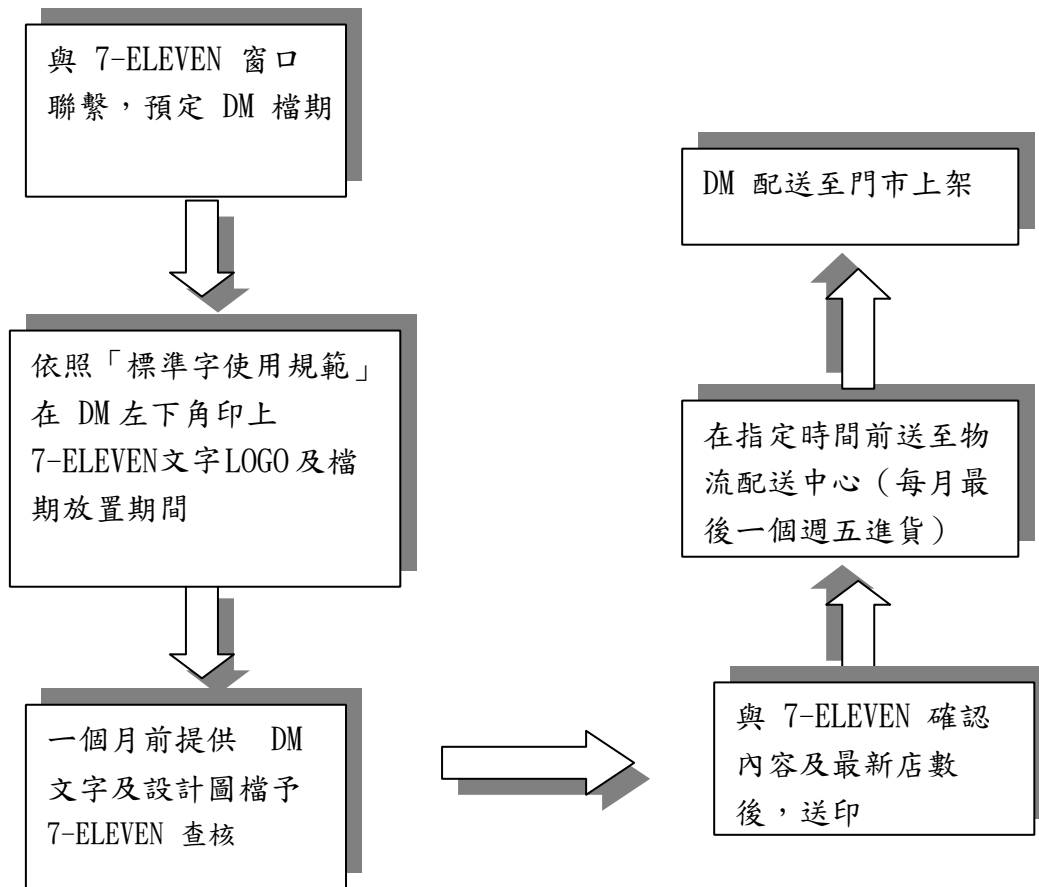 與 7-ELEVEN 窗口
聯繫，預定 DM 檔期
依照「標準字使用規範」
在 DM 左下角印上
7-ELEVEN文字LOGO及檔
期放置期間
一個月前提供 DM
文字及設計圖檔予
7-ELEVEN 查核
與 7-ELEVEN 確認
內容及最新店數
後，送印
在指定時間前送至物
流配送中心（每月最
後一個週五進貨）
DM 配送至門市上架